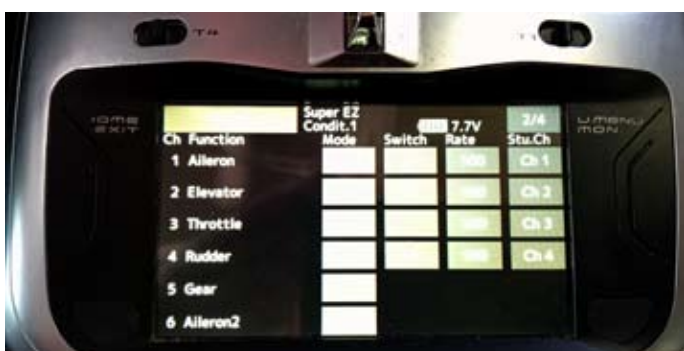 T4
HOME EXIT
Super EZ
Condit.1
7.7V
2/4
U.MENU MON
Ch Function Mode Switch Rate Stu.Ch
1 Aileron Ch 1
2 Elevator Ch 2
3 Throttle Ch 3
4 Rudder Ch 4
5 Gear
6 Aileron2